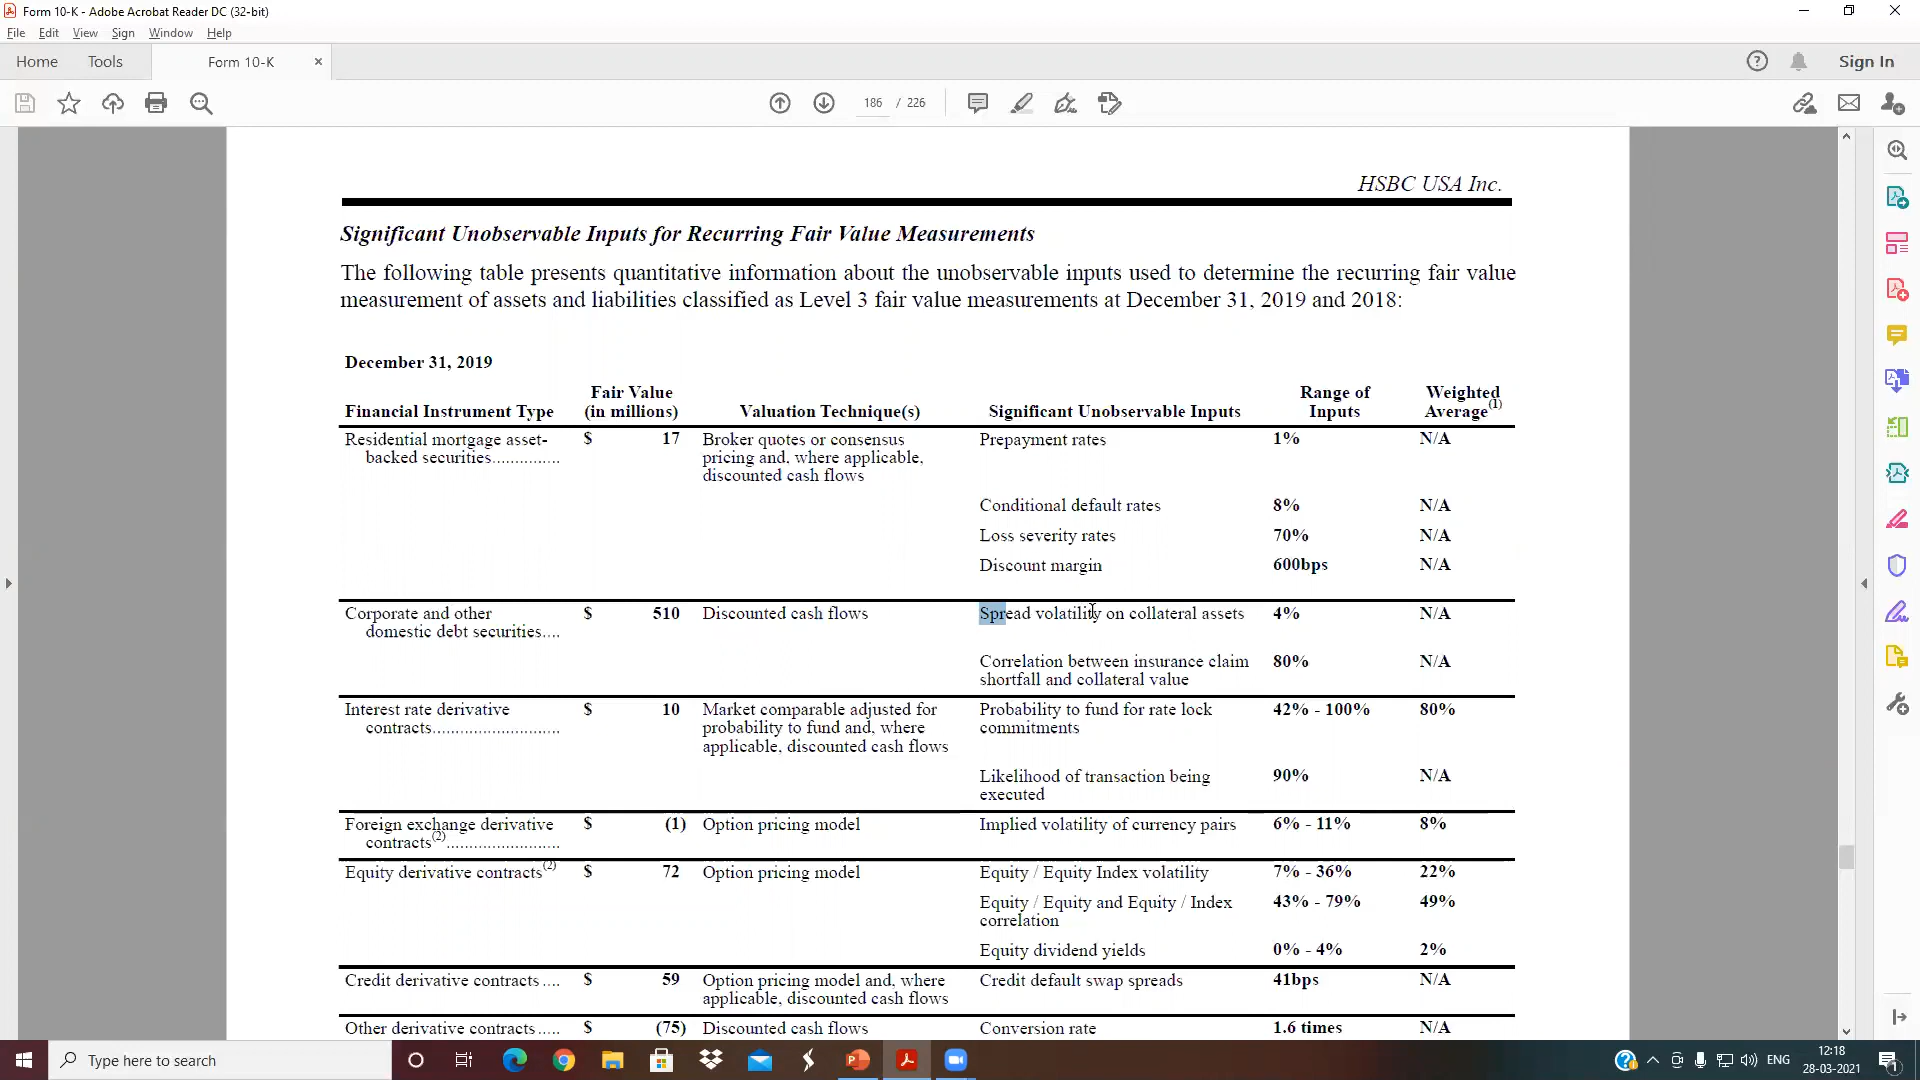 Form 10-K - Adobe Acrobat Reader DC (32-bit)
File Edit View Sign Window Help
Home Tools Form 10-K × Sign In
186 / 226
HSBC USA Inc.
Significant Unobservable Inputs for Recurring Fair Value Measurements
The following table presents quantitative information about the unobservable inputs used to determine the recurring fair value
measurement of assets and liabilities classified as Level 3 fair value measurements at December 31, 2019 and 2018:
December 31, 2019
Financial Instrument Type Fair Value (in millions) Valuation Technique(s) Significant Unobservable Inputs Range of Inputs Weighted Average(1)
Residential mortgage asset- $ 17 Broker quotes or consensus Prepayment rates 1% N/A
backed securities............... pricing and, where applicable,
discounted cash flows
Conditional default rates 8% N/A
Loss severity rates 70% N/A
Discount margin 600bps N/A
Corporate and other $ 510 Discounted cash flows Spread volatility on collateral assets 4% N/A
domestic debt securities....
Correlation between insurance claim 80% N/A
shortfall and collateral value
Interest rate derivative $ 10 Market comparable adjusted for Probability to fund for rate lock 42% - 100% 80%
contracts............................ probability to fund and, where commitments
applicable, discounted cash flows
Likelihood of transaction being 90% N/A
executed
Foreign exchange derivative $ (1) Option pricing model Implied volatility of currency pairs 6% - 11% 8%
contracts(2).........................
Equity derivative contracts(2) $ 72 Option pricing model Equity / Equity Index volatility 7% - 36% 22%
Equity / Equity and Equity / Index 43% - 79% 49%
correlation
Equity dividend yields 0% - 4% 2%
Credit derivative contracts.... $ 59 Option pricing model and, where Credit default swap spreads 41bps N/A
applicable, discounted cash flows
Other derivative contracts..... $ (75) Discounted cash flows Conversion rate 1.6 times N/A
Type here to search
ENG
12:18
28-03-2021
1